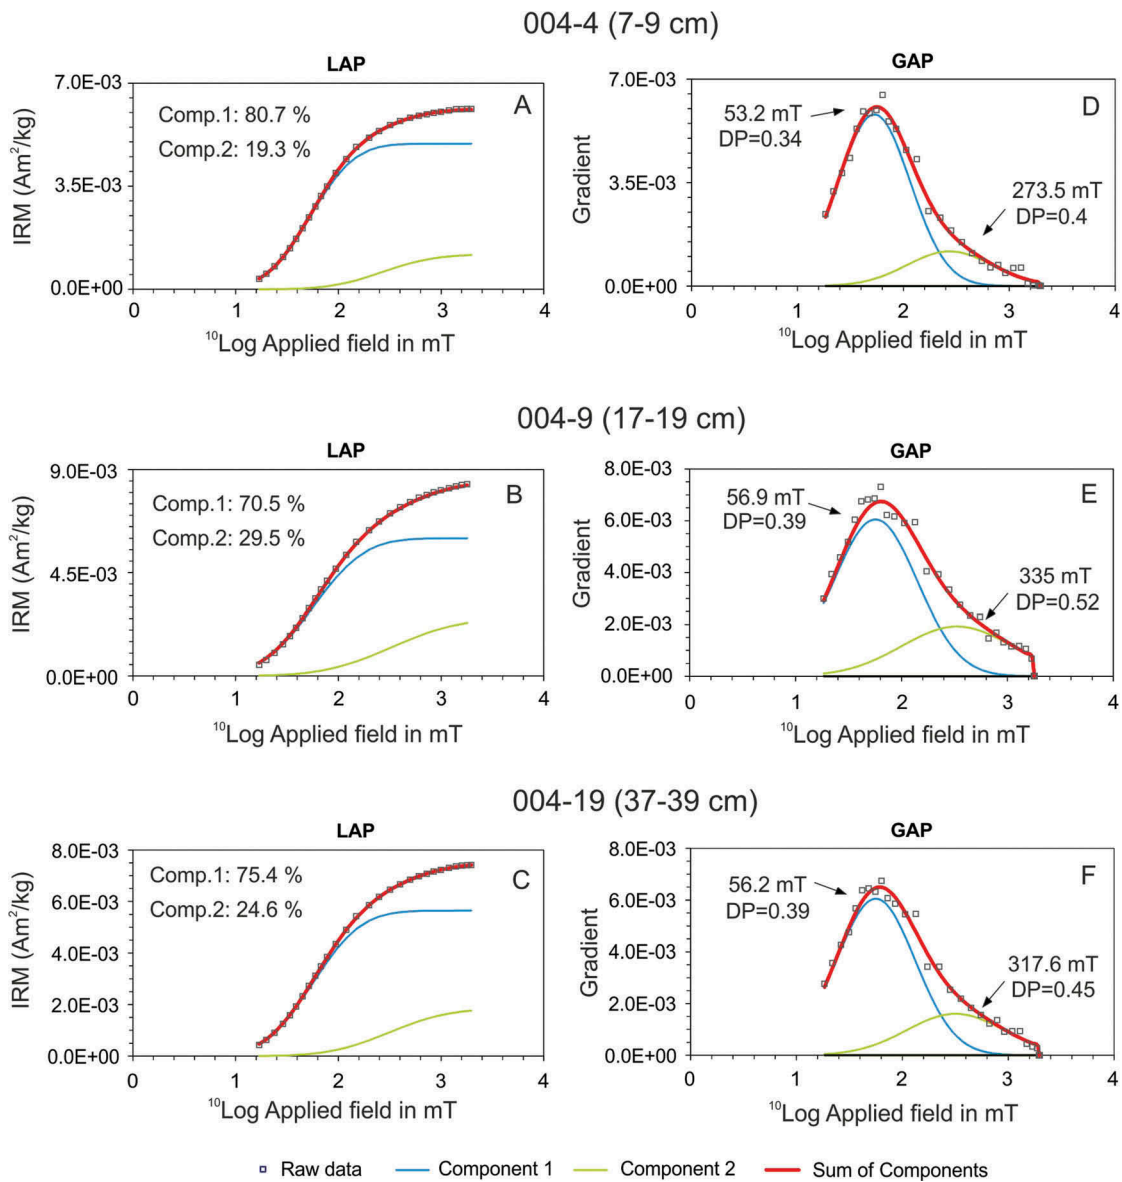 004-4 (7-9 cm)
LAP
GAP
7.0E-03
3.5E-03
0.0E+00
IRM (Am²/kg)
Comp.1: 80.7 %
Comp.2: 19.3 %
A
0 1 2 3 4
¹⁰Log Applied field in mT
7.0E-03
3.5E-03
0.0E+00
Gradient
53.2 mT
DP=0.34
273.5 mT
DP=0.4
D
0 1 2 3 4
¹⁰Log Applied field in mT
004-9 (17-19 cm)
LAP
GAP
9.0E-03
4.5E-03
0.0E+00
IRM (Am²/kg)
Comp.1: 70.5 %
Comp.2: 29.5 %
B
0 1 2 3 4
¹⁰Log Applied field in mT
8.0E-03
6.0E-03
4.0E-03
2.0E-03
0.0E+00
Gradient
56.9 mT
DP=0.39
335 mT
DP=0.52
E
0 1 2 3 4
¹⁰Log Applied field in mT
004-19 (37-39 cm)
LAP
GAP
8.0E-03
6.0E-03
4.0E-03
2.0E-03
0.0E+00
IRM (Am²/kg)
Comp.1: 75.4 %
Comp.2: 24.6 %
C
0 1 2 3 4
¹⁰Log Applied field in mT
8.0E-03
6.0E-03
4.0E-03
2.0E-03
0.0E+00
Gradient
56.2 mT
DP=0.39
317.6 mT
DP=0.45
F
0 1 2 3 4
¹⁰Log Applied field in mT
Raw data Component 1 Component 2 Sum of Components